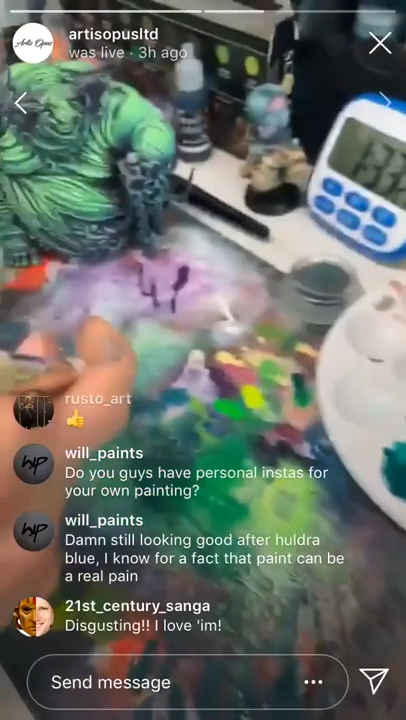 artisopusltd
was live · 3h ago
Artis Opus
rusto_art
👍
will_paints
Do you guys have personal instas for
your own painting?
will_paints
Damn still looking good after huldra
blue, I know for a fact that paint can be
a real pain
21st_century_sanga
Disgusting!! I love 'im!
Send message